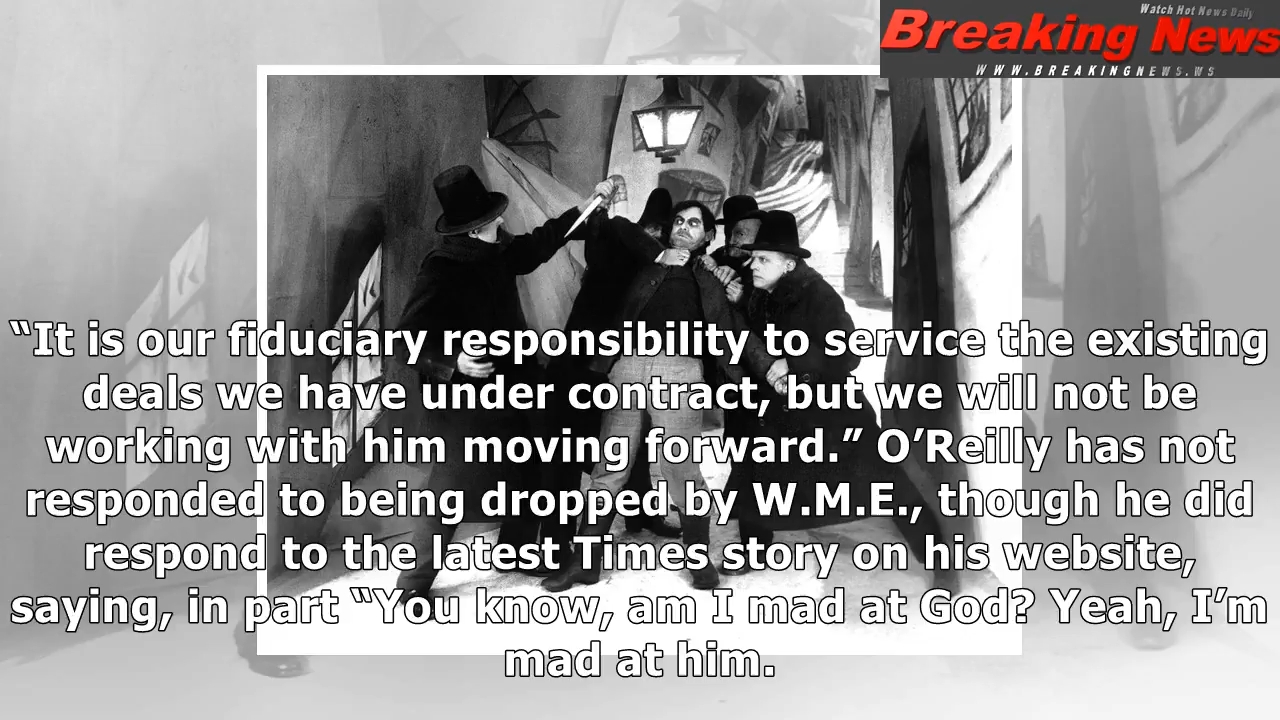 Watch Hot News Daily
Breaking News
WWW.BREAKINGNEWS.WS
“It is our fiduciary responsibility to service the existing
deals we have under contract, but we will not be
working with him moving forward.” O’Reilly has not
responded to being dropped by W.M.E., though he did
respond to the latest Times story on his website,
saying, in part “You know, am I mad at God? Yeah, I’m
mad at him.